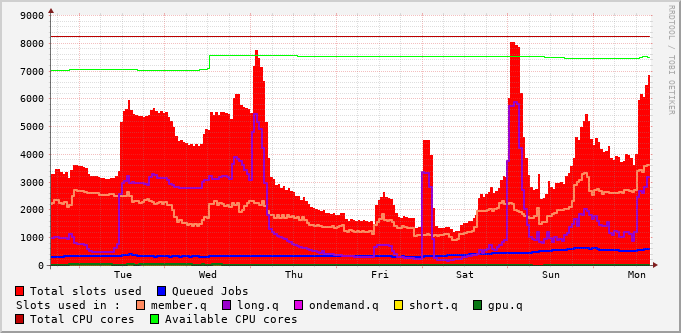 9000
8000
7000
6000
5000
4000
3000
2000
1000
0
Tue Wed Thu Fri Sat Sun Mon
RRDTOOL / TOBI OETIKER
Total slots used Queued Jobs
Slots used in : member.q long.q ondemand.q short.q gpu.q
Total CPU cores Available CPU cores